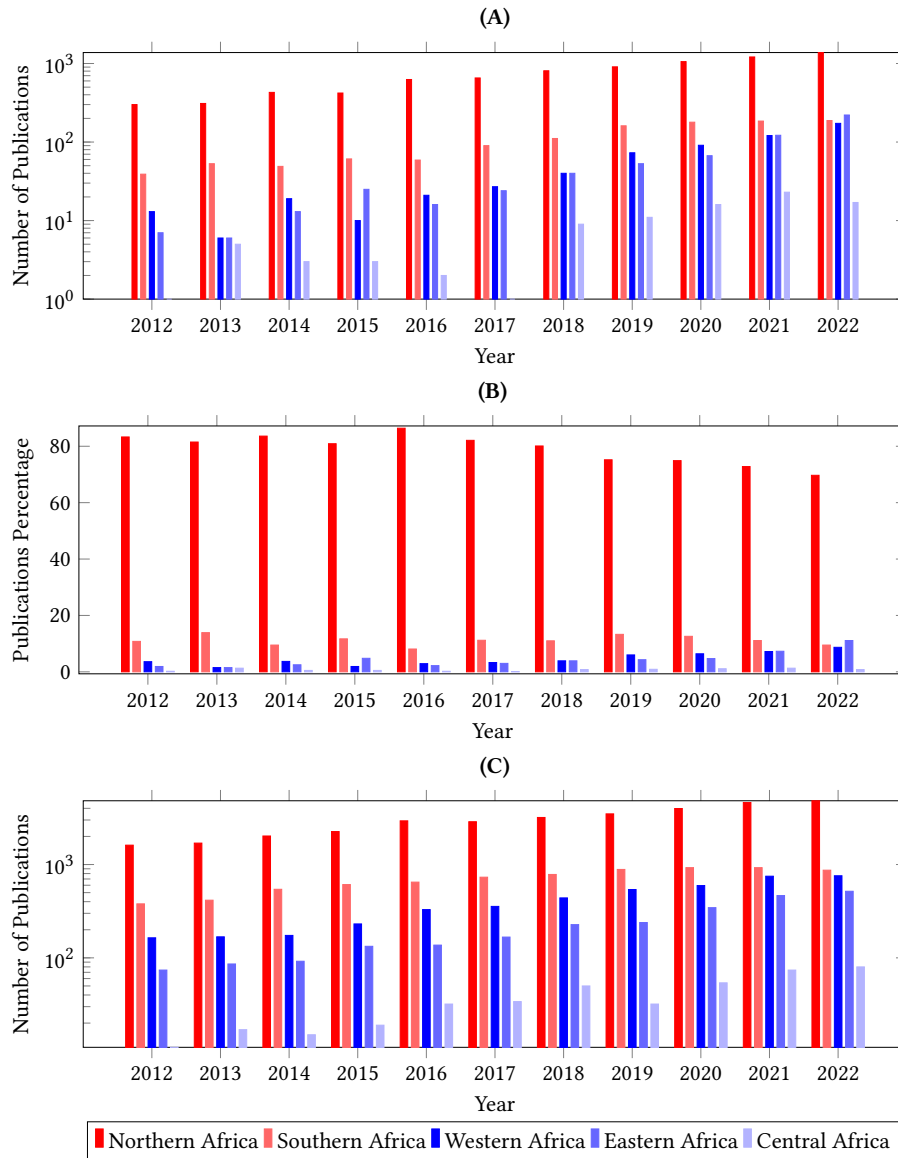 (A)
Number of Publications
10^3
10^2
10^1
10^0
2012 2013 2014 2015 2016 2017 2018 2019 2020 2021 2022
Year
(B)
Publications Percentage
80
60
40
20
0
2012 2013 2014 2015 2016 2017 2018 2019 2020 2021 2022
Year
(C)
Number of Publications
10^3
10^2
2012 2013 2014 2015 2016 2017 2018 2019 2020 2021 2022
Year
Northern Africa Southern Africa Western Africa Eastern Africa Central Africa